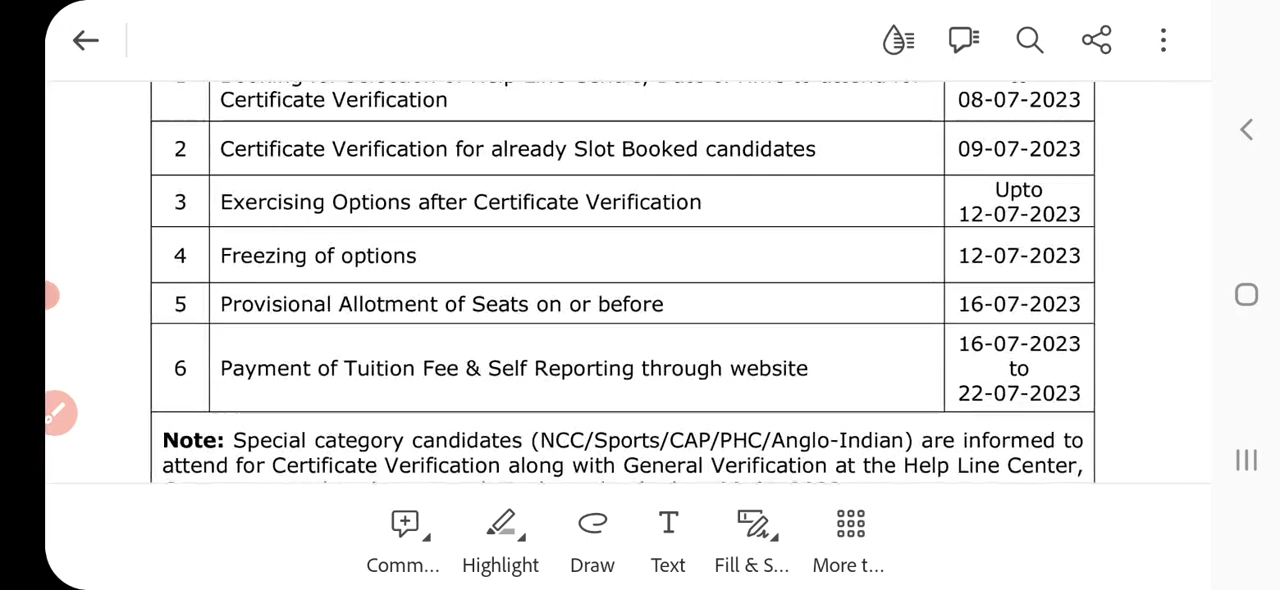 Certificate Verification
08-07-2023
2 Certificate Verification for already Slot Booked candidates 09-07-2023
3 Exercising Options after Certificate Verification Upto
12-07-2023
4 Freezing of options 12-07-2023
5 Provisional Allotment of Seats on or before 16-07-2023
6 Payment of Tuition Fee & Self Reporting through website 16-07-2023
to
22-07-2023
Note: Special category candidates (NCC/Sports/CAP/PHC/Anglo-Indian) are informed to
attend for Certificate Verification along with General Verification at the Help Line Center,
Comm... Highlight Draw Text Fill & S... More t...